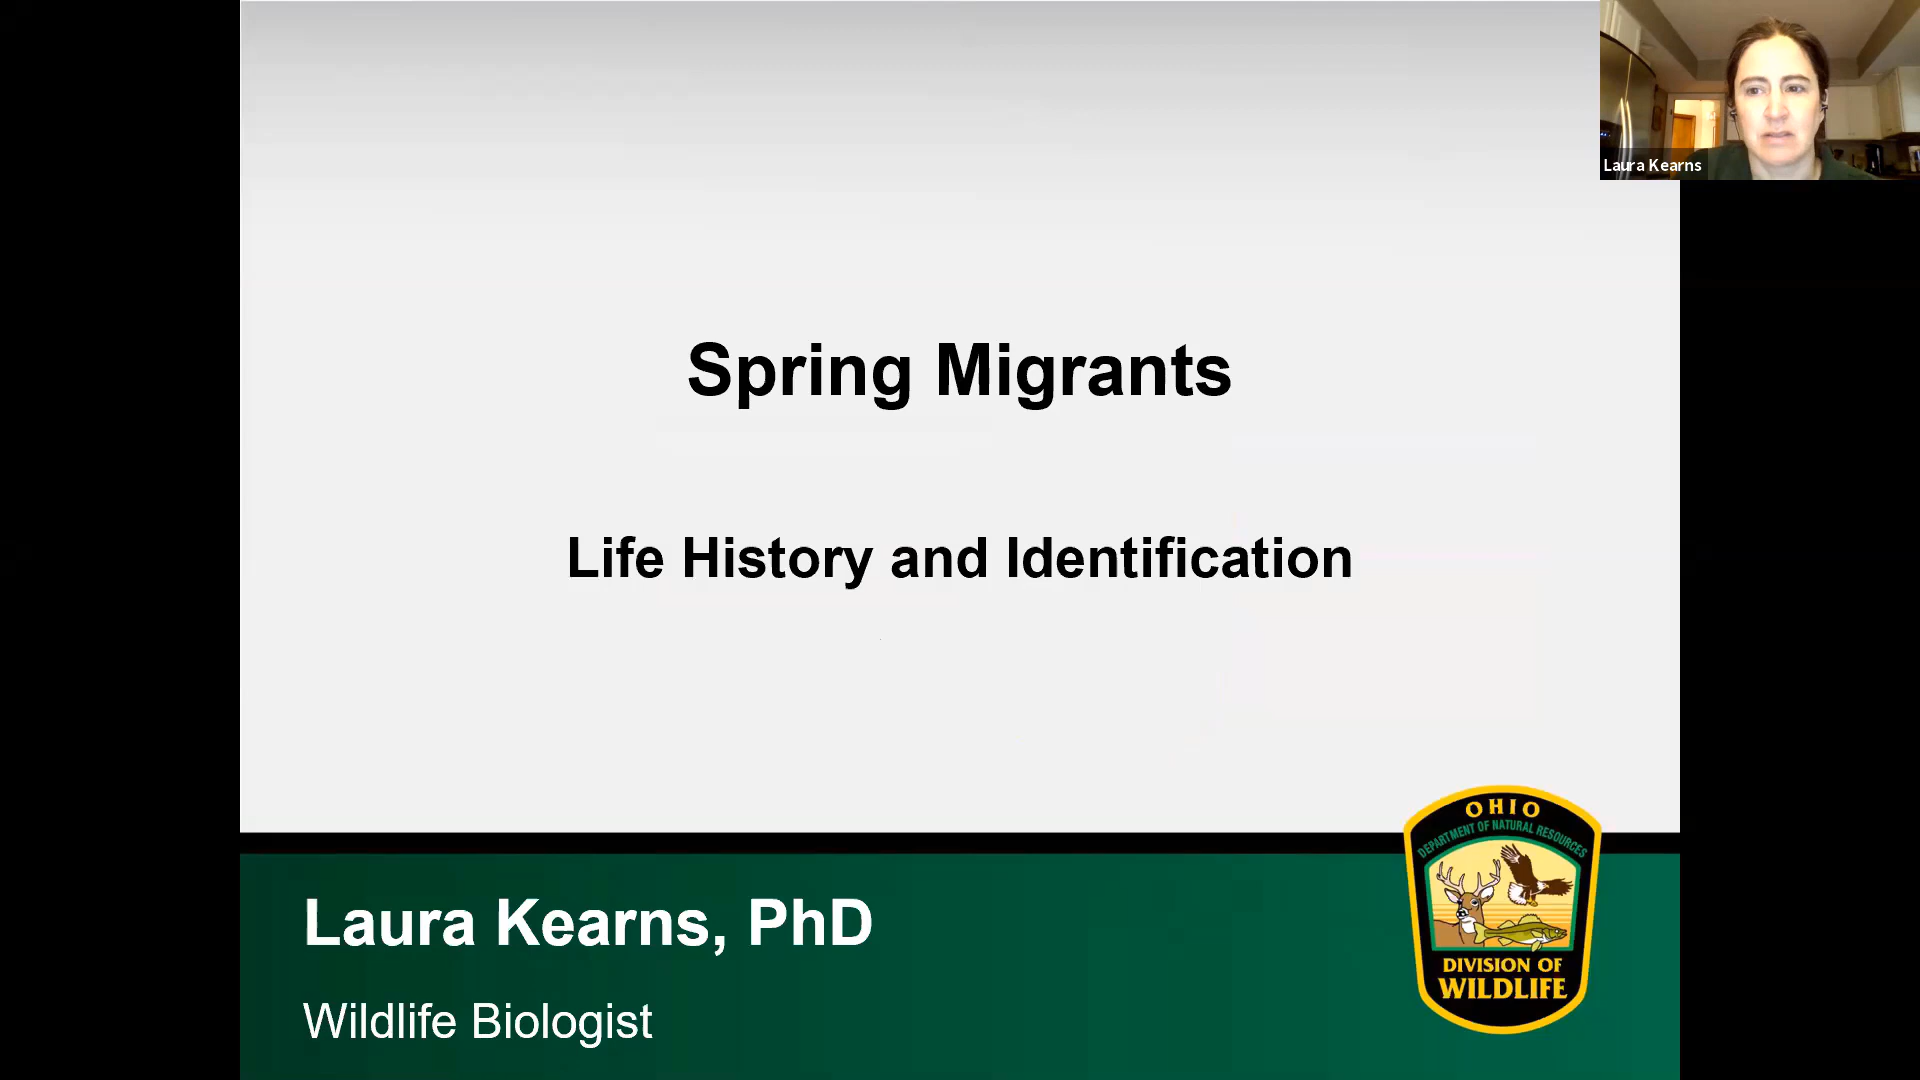 Laura Kearns
Spring Migrants
Life History and Identification
Laura Kearns, PhD
Wildlife Biologist
OHIO
DEPARTMENT OF NATURAL RESOURCES
DIVISION OF
WILDLIFE